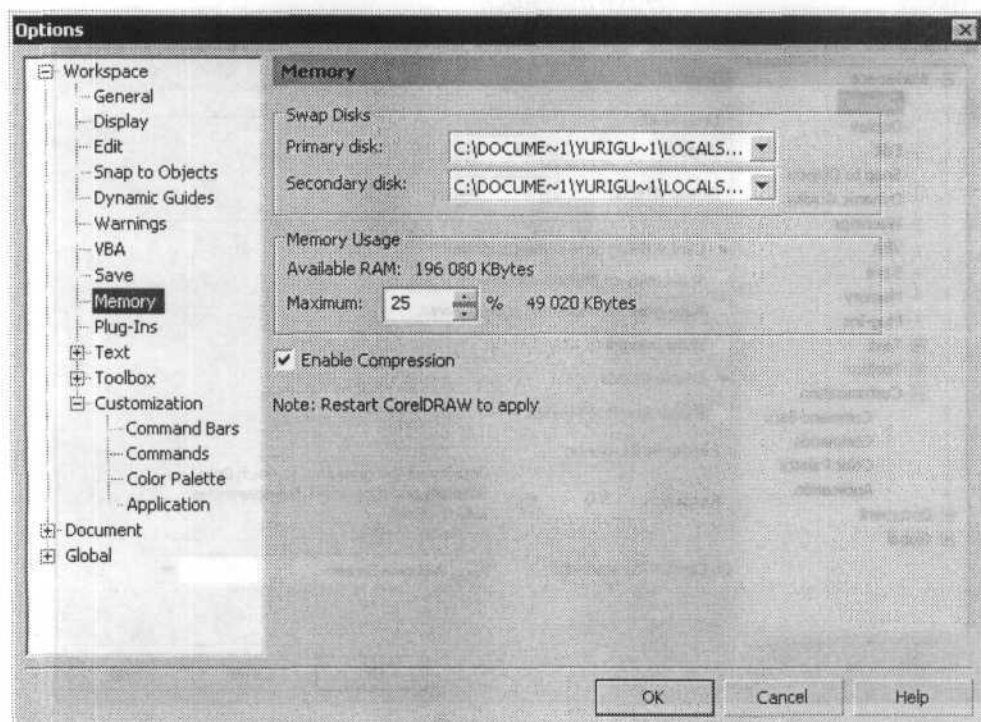 Options
Workspace
General
Display
Edit
Snap to Objects
Dynamic Guides
Warnings
VBA
Save
Memory
Plug-Ins
Text
Toolbox
Customization
Command Bars
Commands
Color Palette
Application
Document
Global
Memory
Swap Disks
Primary disk: C:\DOCUME~1\YURIGU~1\LOCALS...
Secondary disk: C:\DOCUME~1\YURIGU~1\LOCALS...
Memory Usage
Available RAM: 196 080 KBytes
Maximum: 25 % 49 020 KBytes
Enable Compression
Note: Restart CorelDRAW to apply
OK Cancel Help